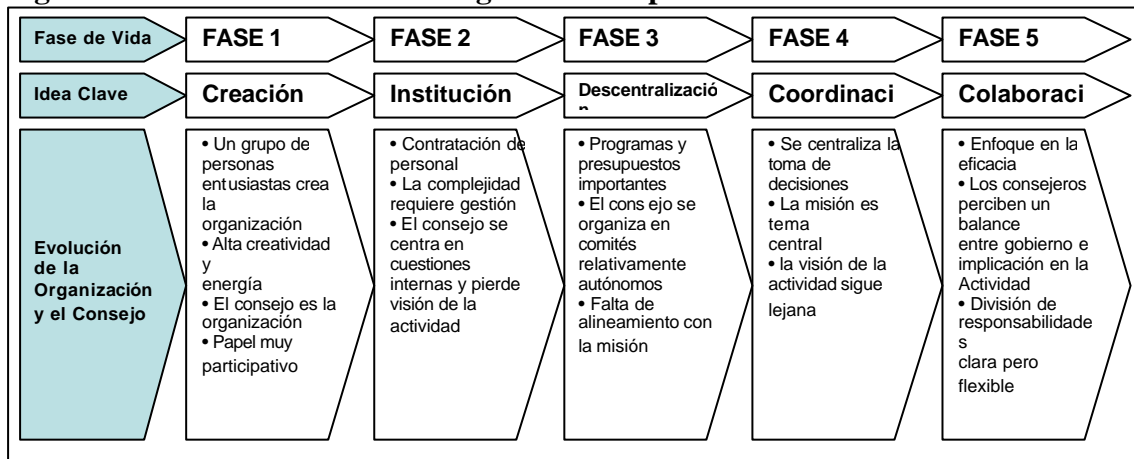 Fase de Vida
FASE 1
FASE 2
FASE 3
FASE 4
FASE 5
Idea Clave
Creación
Institución
Descentralizació
Coordinaci
Colaboraci
Evolución
de la
Organización
y el Consejo
• Un grupo de
personas
entusiastas crea
la
organización
• Alta creatividad
y
energía
• El consejo es la
organización
• Papel muy
participativo
• Contratación de
personal
• La complejidad
requiere gestión
• El consejo se
centra en
cuestiones
internas y pierde
visión de la
actividad
• Programas y
presupuestos
importantes
• El cons ejo se
organiza en
comités
relativamente
autónomos
• Falta de
alineamiento con
la misión
• Se centraliza la
toma de
decisiones
• La misión es
tema
central
• la visión de la
actividad sigue
lejana
• Enfoque en la
eficacia
• Los consejeros
perciben un
balance
entre gobierno e
implicación en la
Actividad
• División de
responsabilidade
s
clara pero
flexible